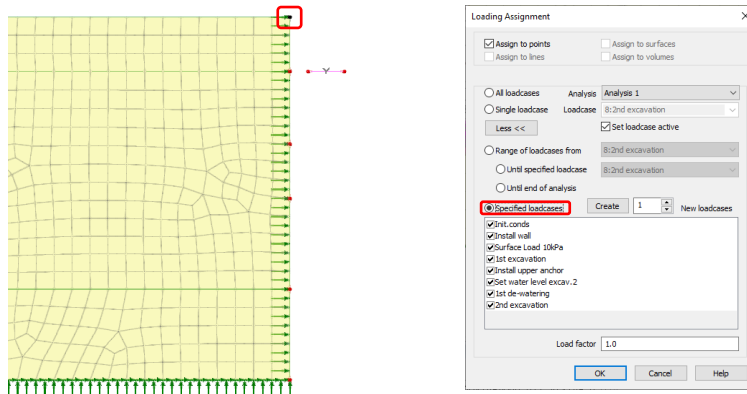 Y
Loading Assignment
Assign to points Assign to surfaces
Assign to lines Assign to volumes
All loadcases Analysis Analysis 1
Single loadcase Loadcase 8:2nd excavation
Less << Set loadcase active
Range of loadcases from 8:2nd excavation
Until specified loadcase 8:2nd excavation
Until end of analysis
Specified loadcases Create 1 New loadcases
Init.conds
Install wall
Surface Load 10kPa
1st excavation
Install upper anchor
Set water level excav.2
1st de-watering
2nd excavation
Load factor 1.0
OK Cancel Help